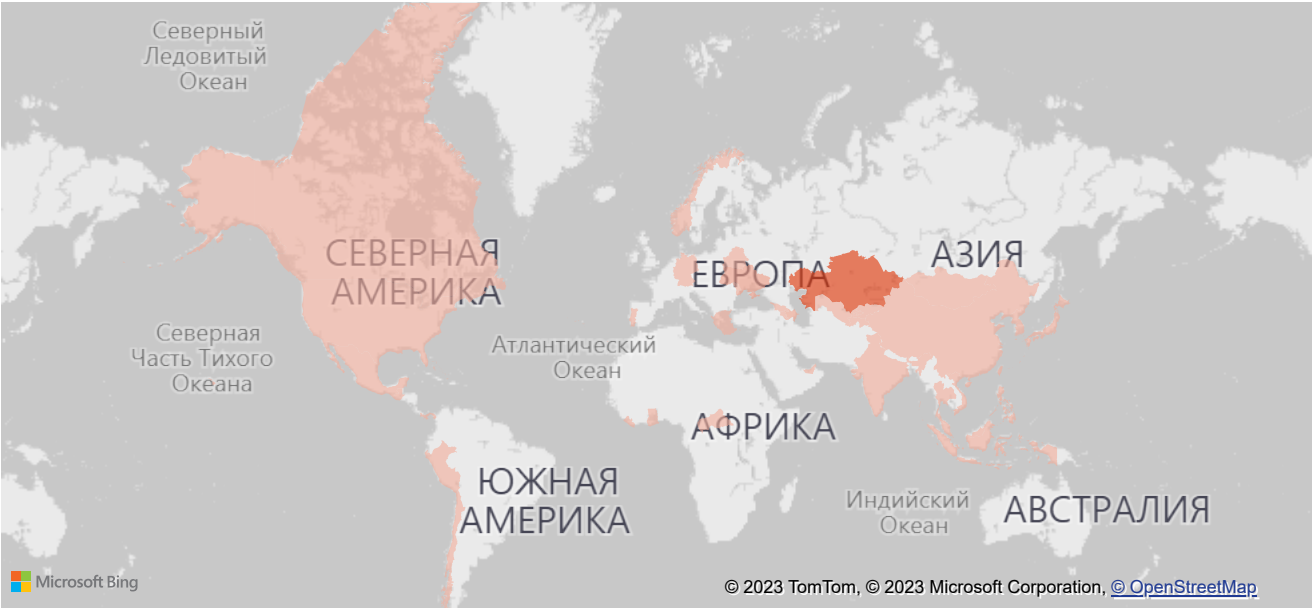 Северный
Ледовитый
Океан
СЕВЕРНАЯ
АМЕРИКА
ЕВРОПА
АЗИЯ
Северная
Часть Тихого
Океана
Атлантический
Океан
АФРИКА
ЮЖНАЯ
АМЕРИКА
Индийский
Океан
АВСТРАЛИЯ
Microsoft Bing
© 2023 TomTom, © 2023 Microsoft Corporation, © OpenStreetMap